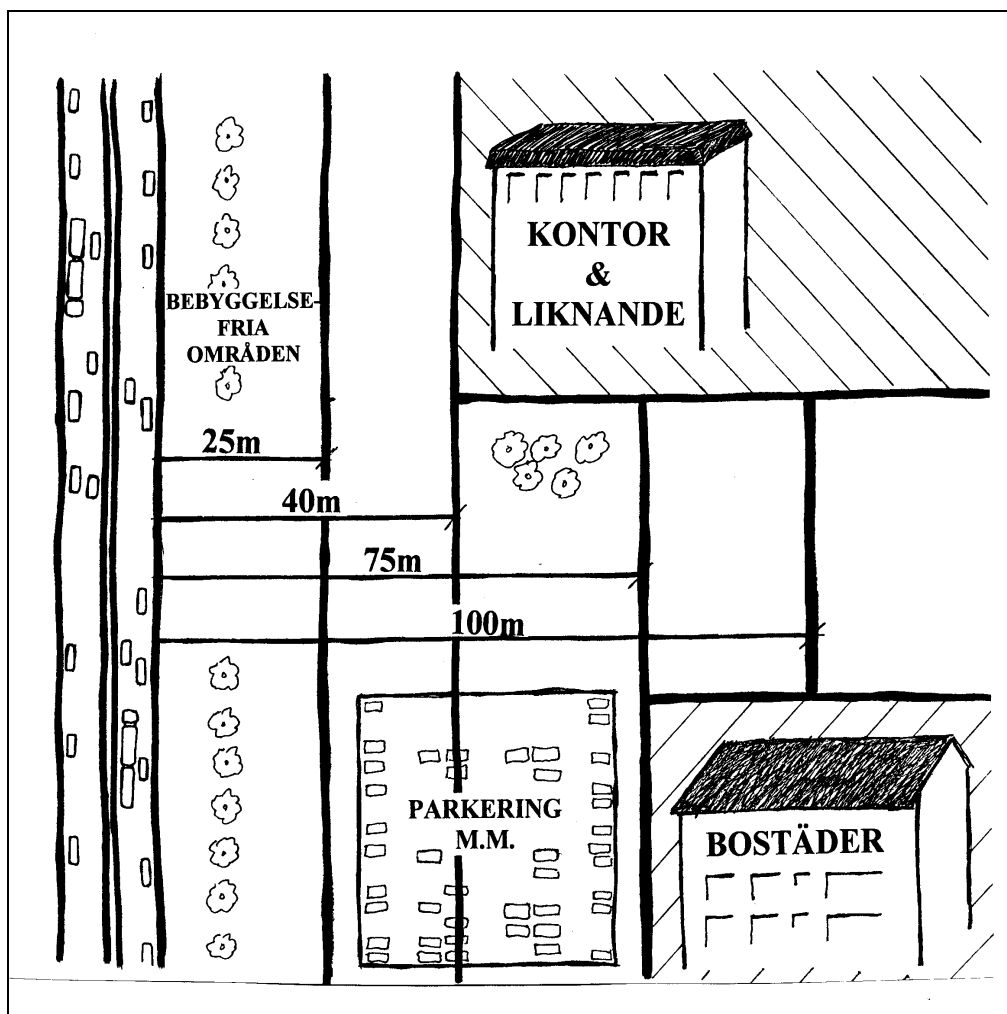 KONTOR
&
LIKNANDE
BEBYGGELSE-
FRIA
OMRÅDEN
25m
40m
75m
100m
PARKERING
M.M.
BOSTÄDER